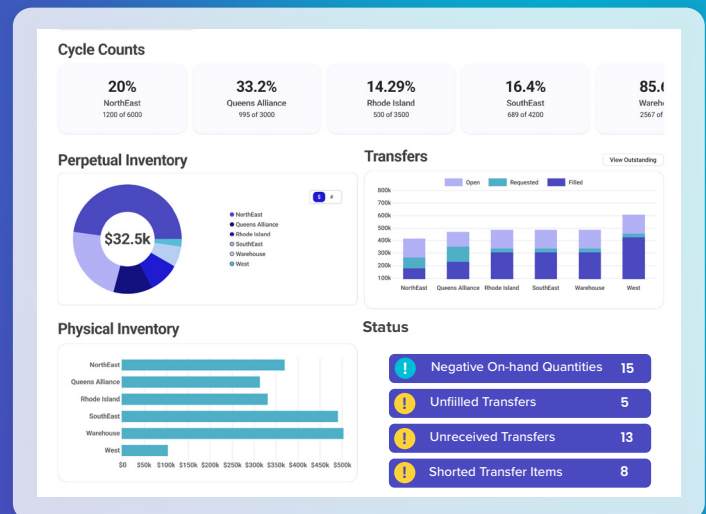 Cycle Counts
20%
NorthEast
1200 of 6000
33.2%
Queens Alliance
995 of 3000
14.29%
Rhode Island
500 of 3500
16.4%
SouthEast
689 of 4200
85.6
Wareh
2567 of
Perpetual Inventory
$ #
$32.5k
NorthEast
Queens Alliance
Rhode Island
SouthEast
Warehouse
West
Transfers
View Outstanding
Open Requested Filled
800k
700k
600k
500k
400k
300k
200k
100k
NorthEast Queens Alliance Rhode Island SouthEast Warehouse West
Physical Inventory
NorthEast
Queens Alliance
Rhode Island
SouthEast
Warehouse
West
$0 $50k $100k $150k $200k $250k $300k $350k $400k $450k $500k
Status
! Negative On-hand Quantities 15
! Unfiilled Transfers 5
! Unreceived Transfers 13
! Shorted Transfer Items 8